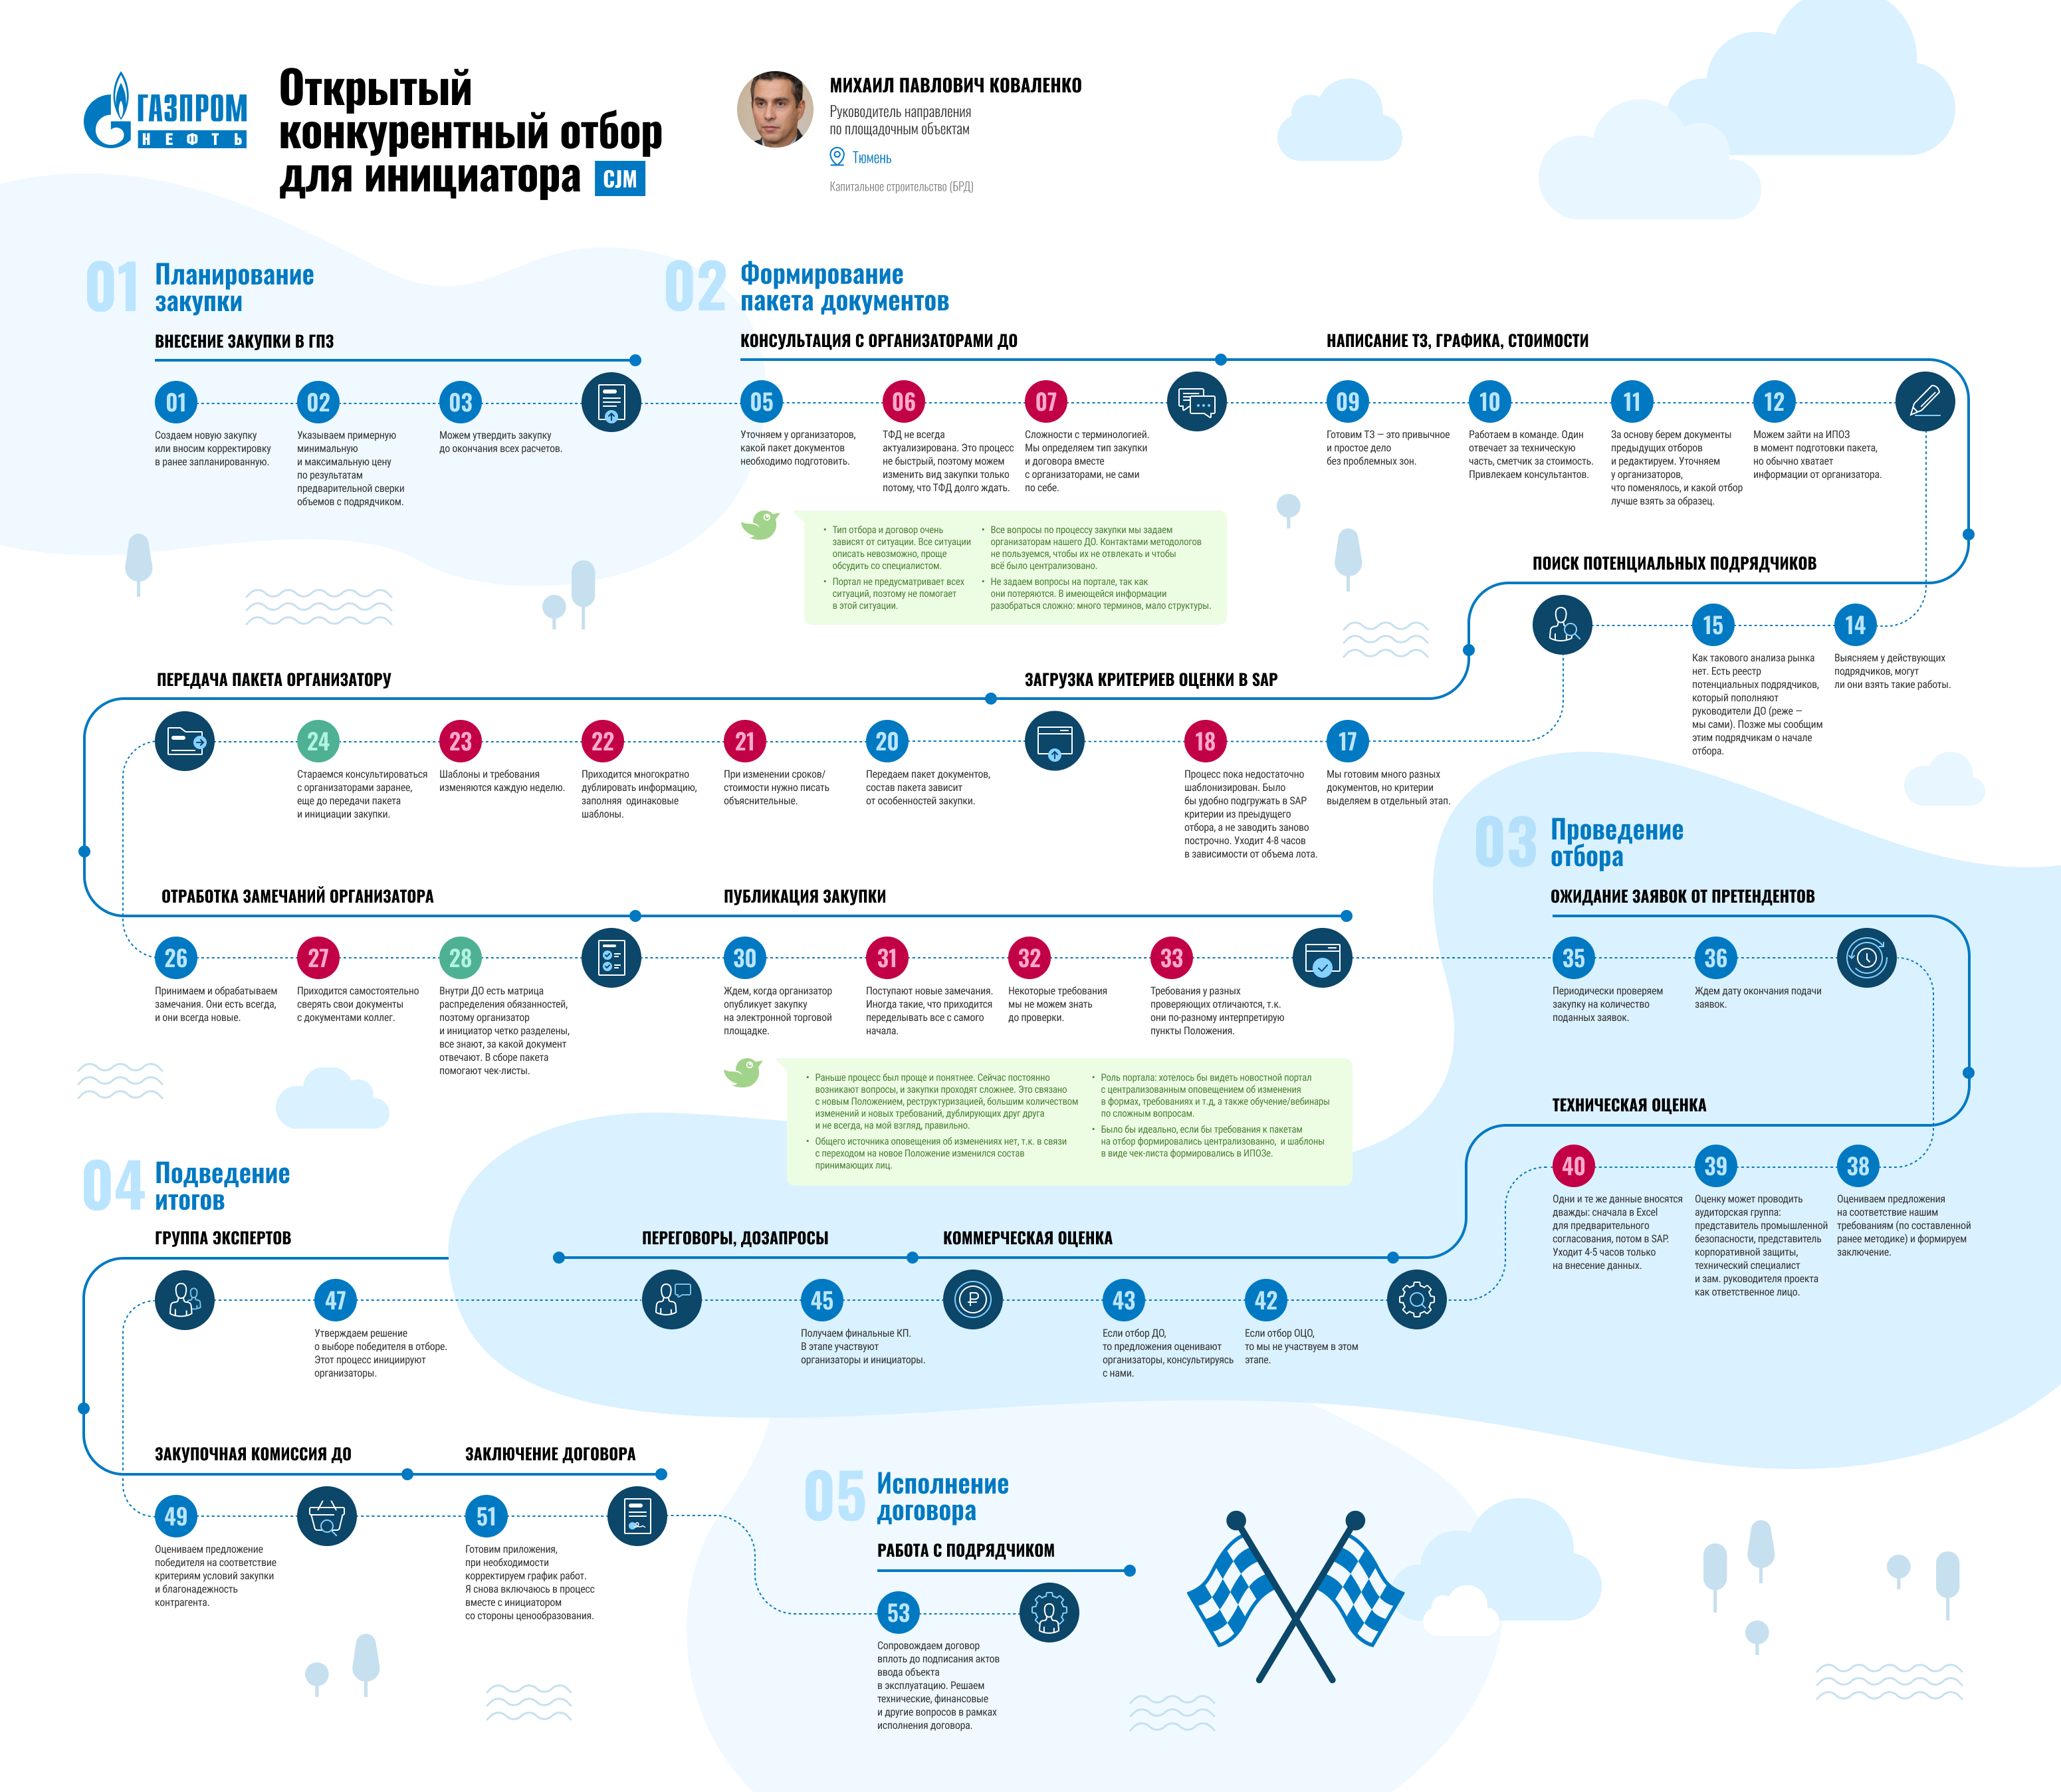 ГАЗПРОМ
НЕФТЬ
Открытый
конкурентный отбор
для инициатора CJM
МИХАИЛ ПАВЛОВИЧ КОВАЛЕНКО
Руководитель направления
по площадочным объектам
Тюмень
Капитальное строительство (БРД)
01 Планирование
закупки
ВНЕСЕНИЕ ЗАКУПКИ В ГПЗ
01
Создаем новую закупку
или вносим корректировку
в ранее запланированную.
02
Указываем примерную
минимальную
и максимальную цену
по результатам
предварительной сверки
объемов с подрядчиком.
03
Можем утвердить закупку
до окончания всех расчетов.
02 Формирование
пакета документов
КОНСУЛЬТАЦИЯ С ОРГАНИЗАТОРАМИ ДО
05
Уточняем у организаторов,
какой пакет документов
необходимо подготовить.
06
ТФД не всегда
актуализирована. Это процесс
не быстрый, поэтому можем
изменить вид закупки только
потому, что ТФД долго ждать.
07
Сложности с терминологией.
Мы определяем тип закупки
и договора вместе
с организаторами, не сами
по себе.
• Тип отбора и договор очень
зависят от ситуации. Все ситуации
описать невозможно, проще
обсудить со специалистом.
• Портал не предусматривает всех
ситуаций, поэтому не помогает
в этой ситуации.
• Все вопросы по процессу закупки мы задаем
организаторам нашего ДО. Контактами методологов
не пользуемся, чтобы их не отвлекать и чтобы
всё было централизовано.
• Не задаем вопросы на портале, так как
они потеряются. В имеющейся информации
разобраться сложно: много терминов, мало структуры.
НАПИСАНИЕ ТЗ, ГРАФИКА, СТОИМОСТИ
09
Готовим ТЗ — это привычное
и простое дело
без проблемных зон.
10
Работаем в команде. Один
отвечает за техническую
часть, сметчик за стоимость.
Привлекаем консультантов.
11
За основу берем документы
предыдущих отборов
и редактируем. Уточняем
у организаторов,
что поменялось, и какой отбор
лучше взять за образец.
12
Можем зайти на ИПОЗ
в момент подготовки пакета,
но обычно хватает
информации от организатора.
ПОИСК ПОТЕНЦИАЛЬНЫХ ПОДРЯДЧИКОВ
14
Выясняем у действующих
подрядчиков, могут
ли они взять такие работы.
15
Как такового анализа рынка
нет. Есть реестр
потенциальных подрядчиков,
который пополняют
руководители ДО (реже —
мы сами). Позже мы сообщим
этим подрядчикам о начале
отбора.
ЗАГРУЗКА КРИТЕРИЕВ ОЦЕНКИ В SAP
17
Мы готовим много разных
документов, но критерии
выделяем в отдельный этап.
18
Процесс пока недостаточно
шаблонизирован. Было
бы удобно подгружать в SAP
критерии из преыдущего
отбора, а не заводить заново
построчно. Уходит 4-8 часов
в зависимости от объема лота.
ПЕРЕДАЧА ПАКЕТА ОРГАНИЗАТОРУ
20
Передаем пакет документов,
состав пакета зависит
от особенностей закупки.
21
При изменении сроков/
стоимости нужно писать
объяснительные.
22
Приходится многократно
дублировать информацию,
заполняя одинаковые
шаблоны.
23
Шаблоны и требования
изменяются каждую неделю.
24
Стараемся консультироваться
с организаторами заранее,
еще до передачи пакета
и инициации закупки.
ОТРАБОТКА ЗАМЕЧАНИЙ ОРГАНИЗАТОРА
26
Принимаем и обрабатываем
замечания. Они есть всегда,
и они всегда новые.
27
Приходится самостоятельно
сверять свои документы
с документами коллег.
28
Внутри ДО есть матрица
распределения обязанностей,
поэтому организатор
и инициатор четко разделены,
все знают, за какой документ
отвечают. В сборе пакета
помогают чек-листы.
ПУБЛИКАЦИЯ ЗАКУПКИ
30
Ждем, когда организатор
опубликует закупку
на электронной торговой
площадке.
31
Поступают новые замечания.
Иногда такие, что приходится
переделывать все с самого
начала.
32
Некоторые требования
мы не можем знать
до проверки.
33
Требования у разных
проверяющих отличаются, т.к.
они по-разному интерпретирую
пункты Положения.
• Раньше процесс был проще и понятнее. Сейчас постоянно
возникают вопросы, и закупки проходят сложнее. Это связано
с новым Положением, реструктуризацией, большим количеством
изменений и новых требований, дублирующих друг друга
и не всегда, на мой взгляд, правильно.
• Общего источника оповещения об изменениях нет, т.к. в связи
с переходом на новое Положение изменился состав
принимающих лиц.
• Роль портала: хотелось бы видеть новостной портал
с централизованным оповещением об изменения
в формах, требованиях и т.д, а также обучение/вебинары
по сложным вопросам.
• Было бы идеально, если бы требования к пакетам
на отбор формировались централизованно, и шаблоны
в виде чек-листа формировались в ИПОЗе.
03 Проведение
отбора
ОЖИДАНИЕ ЗАЯВОК ОТ ПРЕТЕНДЕНТОВ
35
Периодически проверяем
закупку на количество
поданных заявок.
36
Ждем дату окончания подачи
заявок.
ТЕХНИЧЕСКАЯ ОЦЕНКА
38
Оцениваем предложения
на соответствие нашим
требованиям (по составленной
ранее методике) и формируем
заключение.
39
Оценку может проводить
аудиторская группа:
представитель промышленной
безопасности, представитель
корпоративной защиты,
технический специалист
и зам. руководителя проекта
как ответственное лицо.
40
Одни и те же данные вносятся
дважды: сначала в Excel
для предварительного
согласования, потом в SAP.
Уходит 4-5 часов только
на внесение данных.
КОММЕРЧЕСКАЯ ОЦЕНКА
42
Если отбор ОЦО,
то мы не участвуем в этом
этапе.
43
Если отбор ДО,
то предложения оценивают
организаторы, консультируясь
с нами.
ПЕРЕГОВОРЫ, ДОЗАПРОСЫ
45
Получаем финальные КП.
В этапе участвуют
организаторы и инициаторы.
04 Подведение
итогов
ГРУППА ЭКСПЕРТОВ
47
Утверждаем решение
о выборе победителя в отборе.
Этот процесс инициируют
организаторы.
ЗАКУПОЧНАЯ КОМИССИЯ ДО
49
Оцениваем предложение
победителя на соответствие
критериям условий закупки
и благонадежность
контрагента.
ЗАКЛЮЧЕНИЕ ДОГОВОРА
51
Готовим приложения,
при необходимости
корректируем график работ.
Я снова включаюсь в процесс
вместе с инициатором
со стороны ценообразования.
05 Исполнение
договора
РАБОТА С ПОДРЯДЧИКОМ
53
Сопровождаем договор
вплоть до подписания актов
ввода объекта
в эксплуатацию. Решаем
технические, финансовые
и другие вопросов в рамках
исполнения договора.